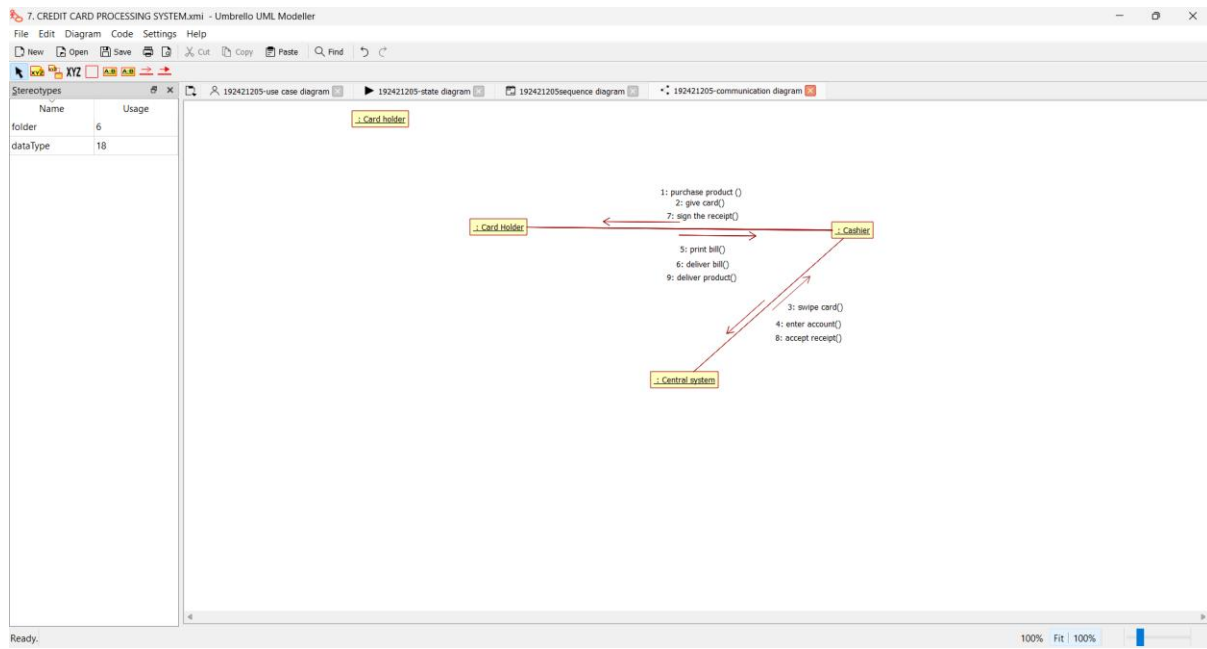 7. CREDIT CARD PROCESSING SYSTEM.xmi - Umbrello UML Modeller
File Edit Diagram Code Settings Help
New Open Save Cut Copy Paste Find
XYZ XYZ A:B A:B
Stereotypes
192421205-use case diagram 192421205-state diagram 192421205sequence diagram 192421205-communication diagram
Name Usage
folder 6
dataType 18
: Card holder
1: purchase product ()
2: give card()
7: sign the receipt()
: Card Holder
: Cashier
5: print bill()
6: deliver bill()
9: deliver product()
3: swipe card()
4: enter account()
8: accept receipt()
: Central system
Ready.
100% Fit 100%